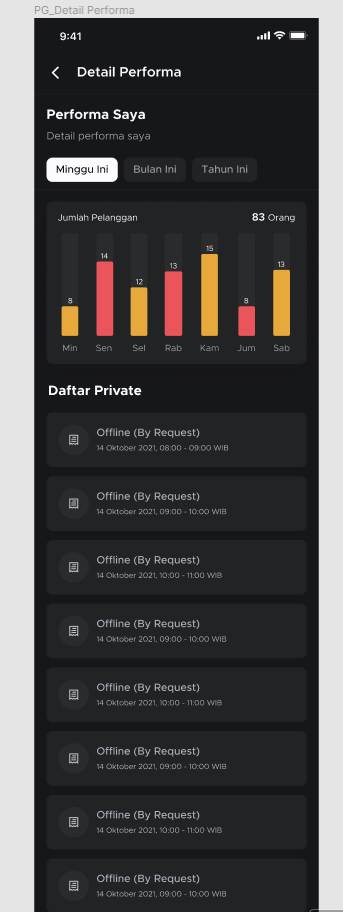 PG_Detail Performa
9:41
Detail Performa
Performa Saya
Detail performa saya
Minggu Ini Bulan Ini Tahun Ini
Jumlah Pelanggan 83 Orang
8 14 12 13 15 8 13
Min Sen Sel Rab Kam Jum Sab
Daftar Private
Offline (By Request)
14 Oktober 2021, 08:00 - 09:00 WIB
Offline (By Request)
14 Oktober 2021, 09:00 - 10:00 WIB
Offline (By Request)
14 Oktober 2021, 10:00 - 11:00 WIB
Offline (By Request)
14 Oktober 2021, 09:00 - 10:00 WIB
Offline (By Request)
14 Oktober 2021, 10:00 - 11:00 WIB
Offline (By Request)
14 Oktober 2021, 09:00 - 10:00 WIB
Offline (By Request)
14 Oktober 2021, 10:00 - 11:00 WIB
Offline (By Request)
14 Oktober 2021, 09:00 - 10:00 WIB